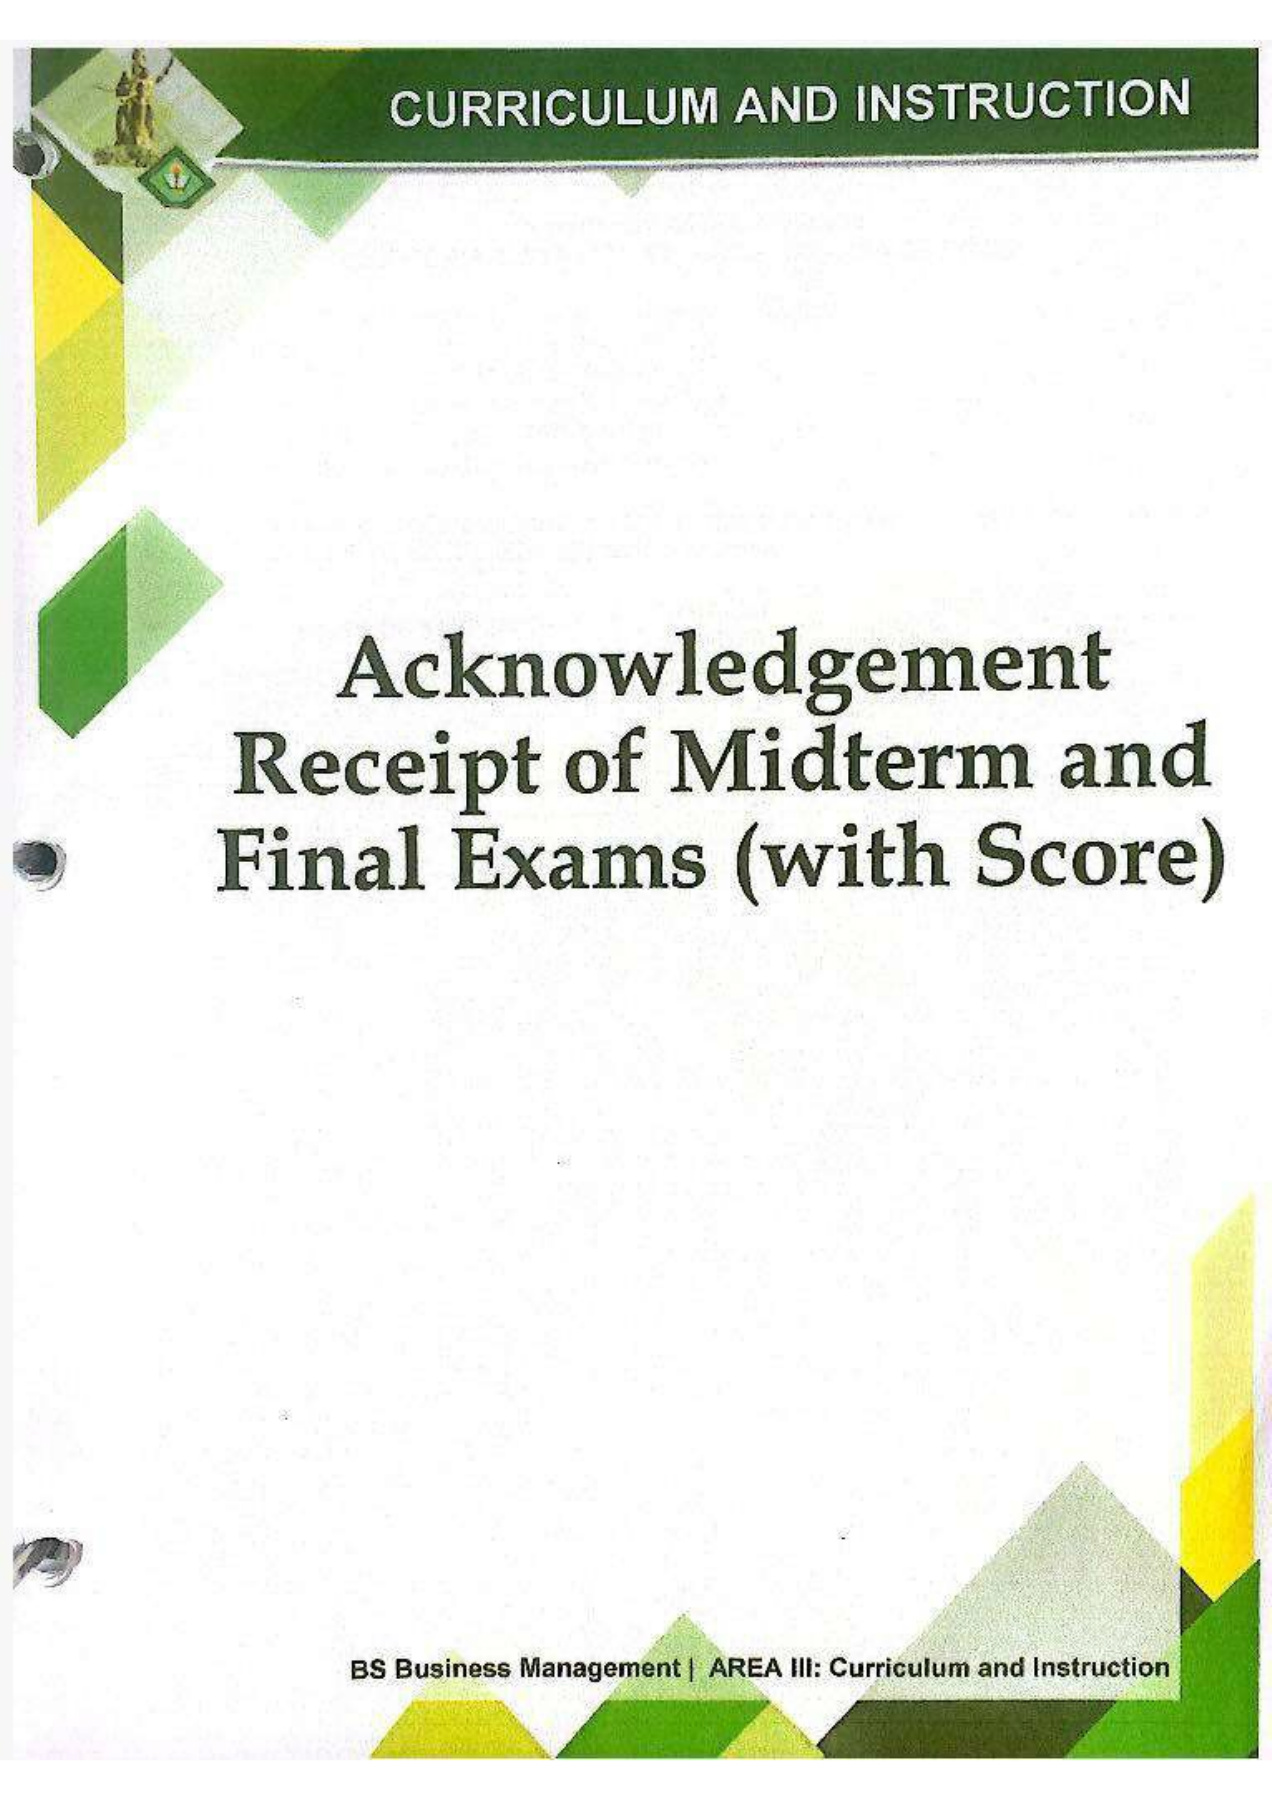 CURRICULUM AND INSTRUCTION
Acknowledgement
Receipt of Midterm and
Final Exams (with Score)
BS Business Management | AREA III: Curriculum and Instruction